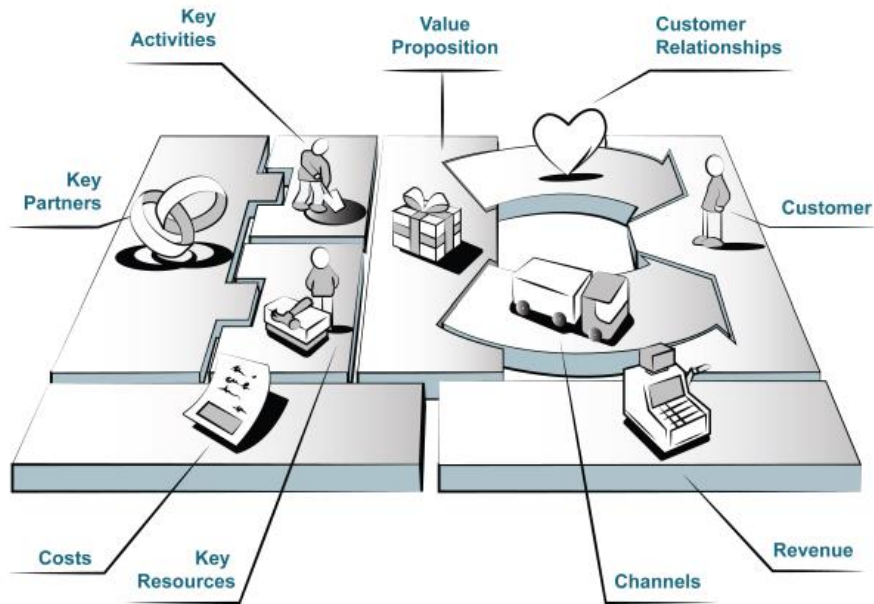 Key
Activities
Value
Proposition
Customer
Relationships
Key
Partners
Customer
Costs
Key
Resources
Channels
Revenue